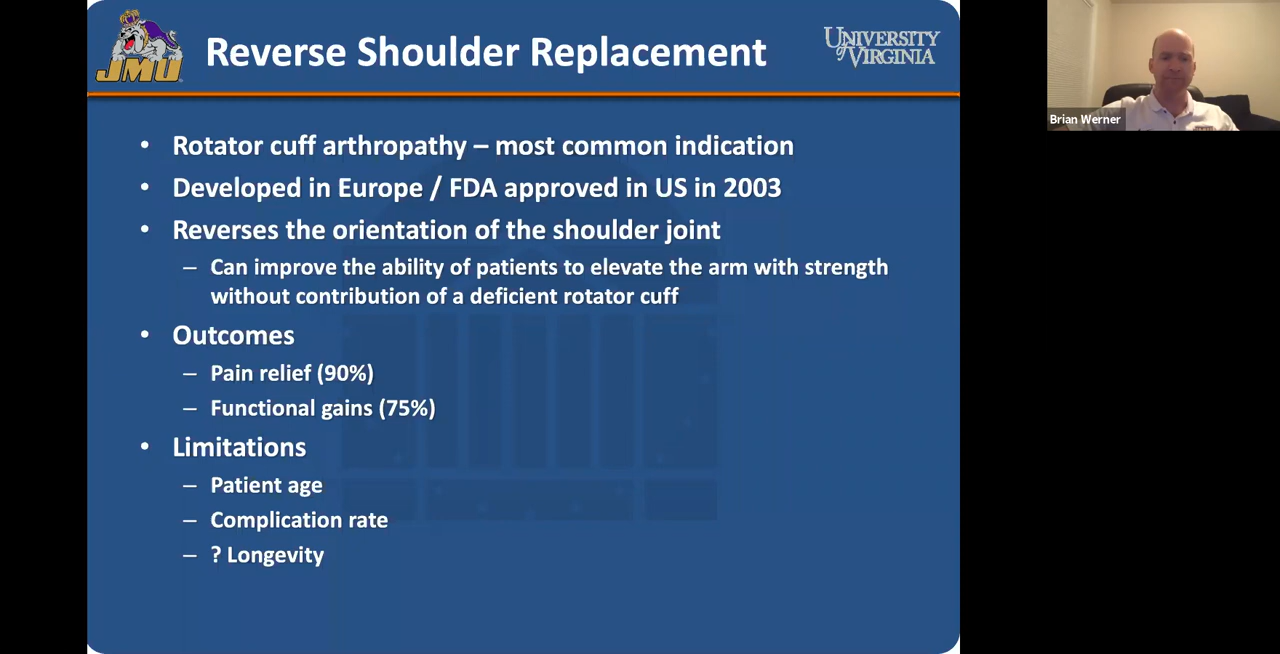 JMU
Reverse Shoulder Replacement
UNIVERSITY
of VIRGINIA
Brian Werner
• Rotator cuff arthropathy – most common indication
• Developed in Europe / FDA approved in US in 2003
• Reverses the orientation of the shoulder joint
– Can improve the ability of patients to elevate the arm with strength
without contribution of a deficient rotator cuff
• Outcomes
– Pain relief (90%)
– Functional gains (75%)
• Limitations
– Patient age
– Complication rate
– ? Longevity